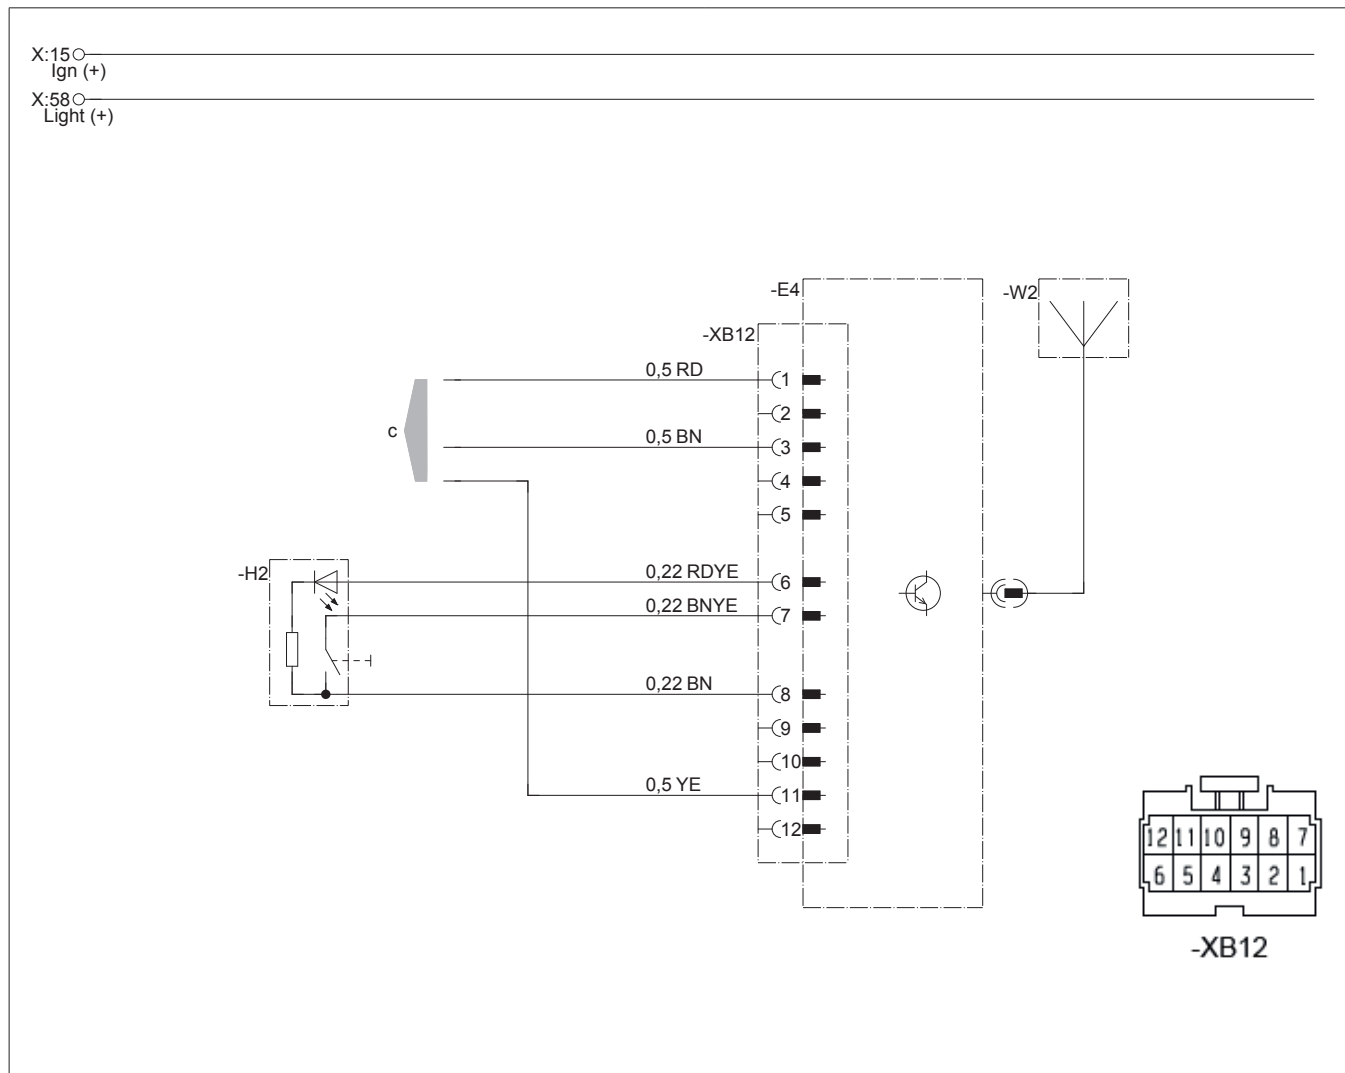 X:15
Ign (+)
X:58
Light (+)
-E4
-W2
-XB12
0,5 RD
1
2
c
0,5 BN
3
4
5
-H2
0,22 RDYE
6
0,22 BNYE
7
0,22 BN
8
9
10
0,5 YE
11
12
12 11 10 9 8 7
6 5 4 3 2 1
-XB12